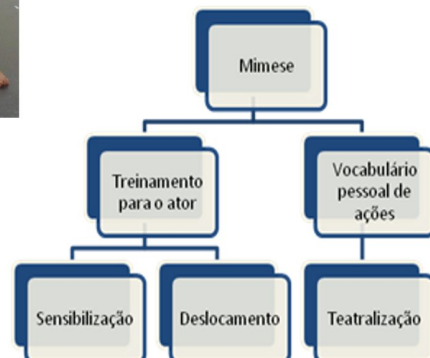 Mimese
Treinamento
para o ator
Vocabulário
pessoal de
ações
Sensibilização
Deslocamento
Teatralização